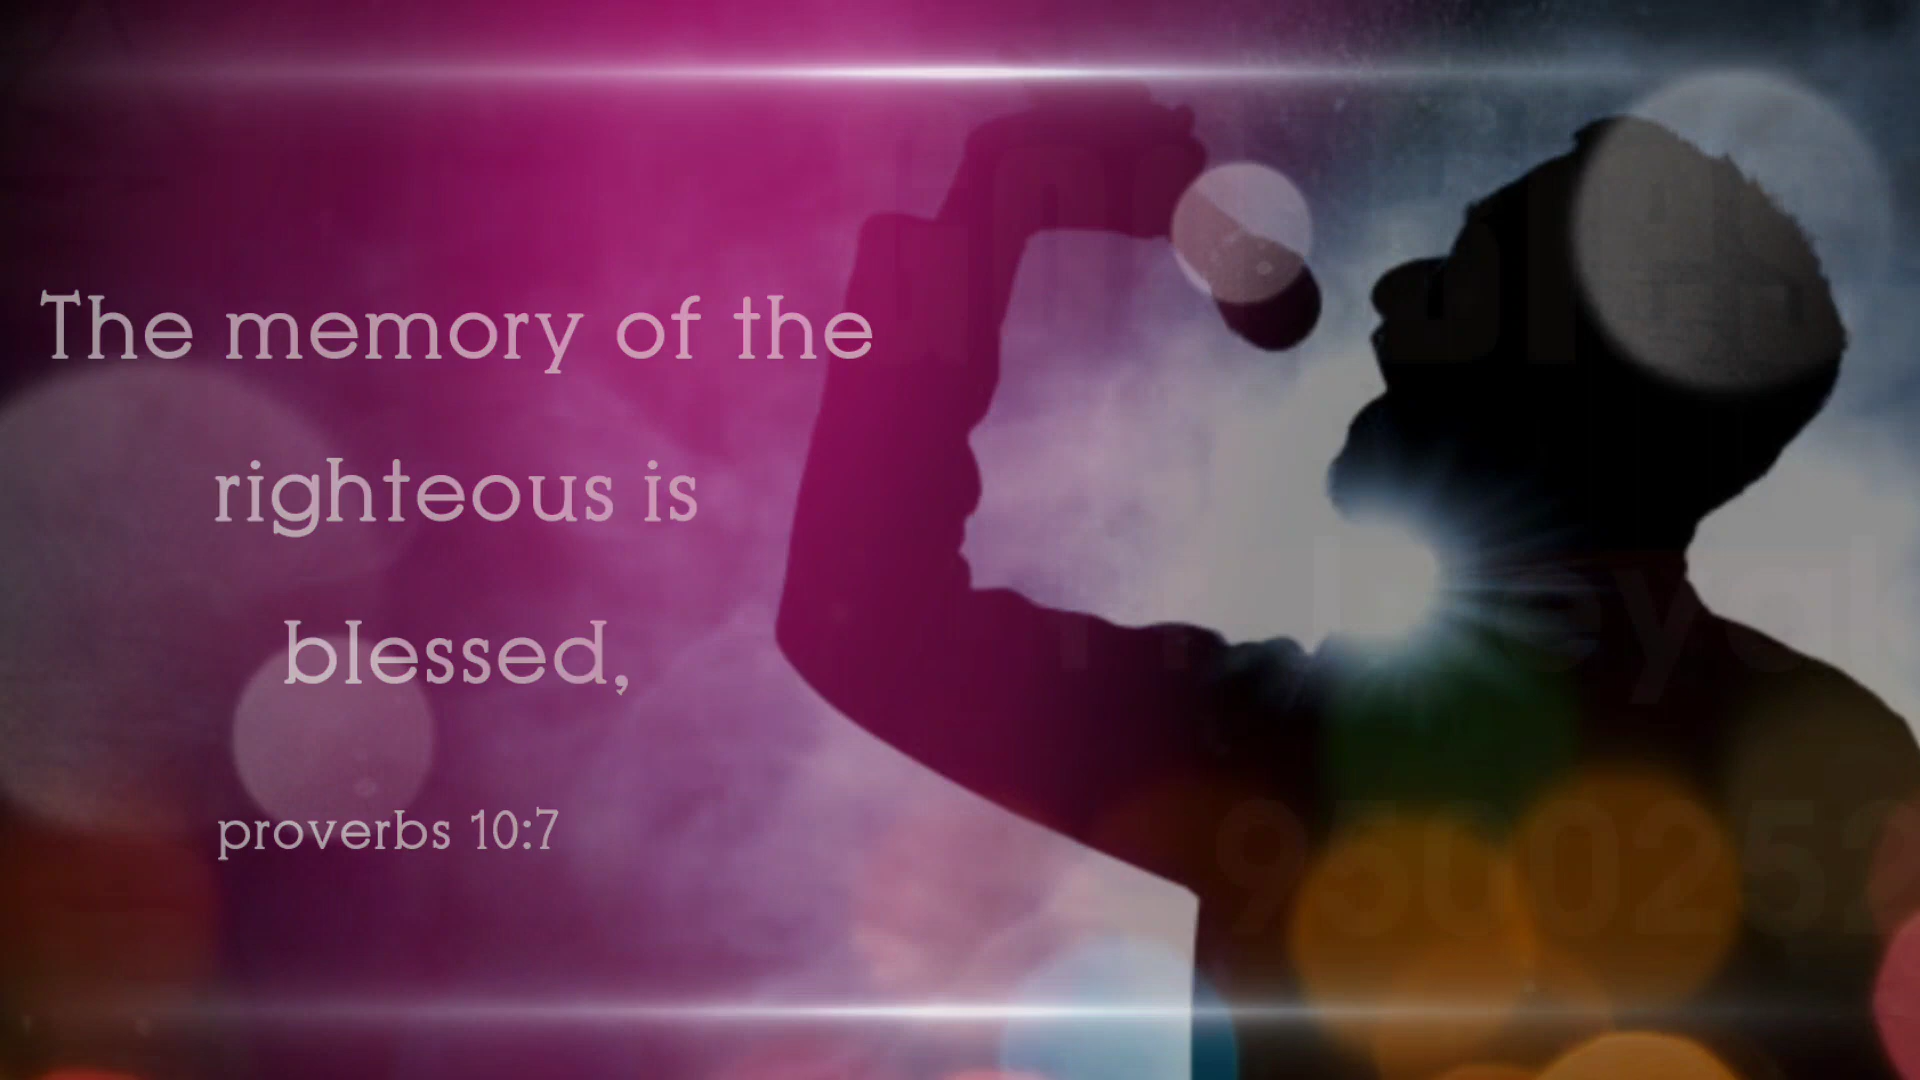 The memory of the
righteous is
blessed,
proverbs 10:7